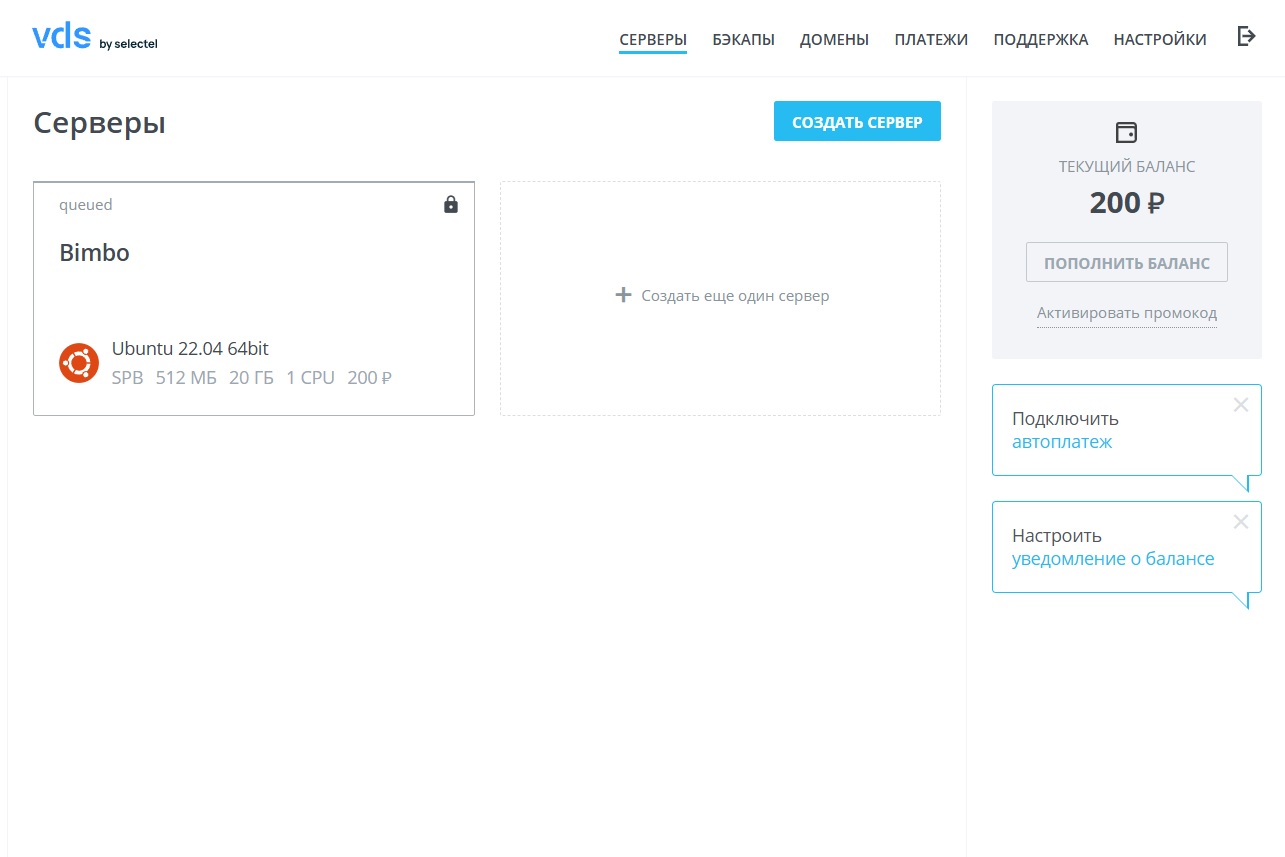 vds by selectel
СЕРВЕРЫ БЭКАПЫ ДОМЕНЫ ПЛАТЕЖИ ПОДДЕРЖКА НАСТРОЙКИ
Серверы
СОЗДАТЬ СЕРВЕР
queued
Bimbo
Ubuntu 22.04 64bit
SPB 512 МБ 20 ГБ 1 CPU 200 ₽
+ Создать еще один сервер
ТЕКУЩИЙ БАЛАНС
200 ₽
ПОПОЛНИТЬ БАЛАНС
Активировать промокод
Подключить
автоплатеж
Настроить
уведомление о балансе